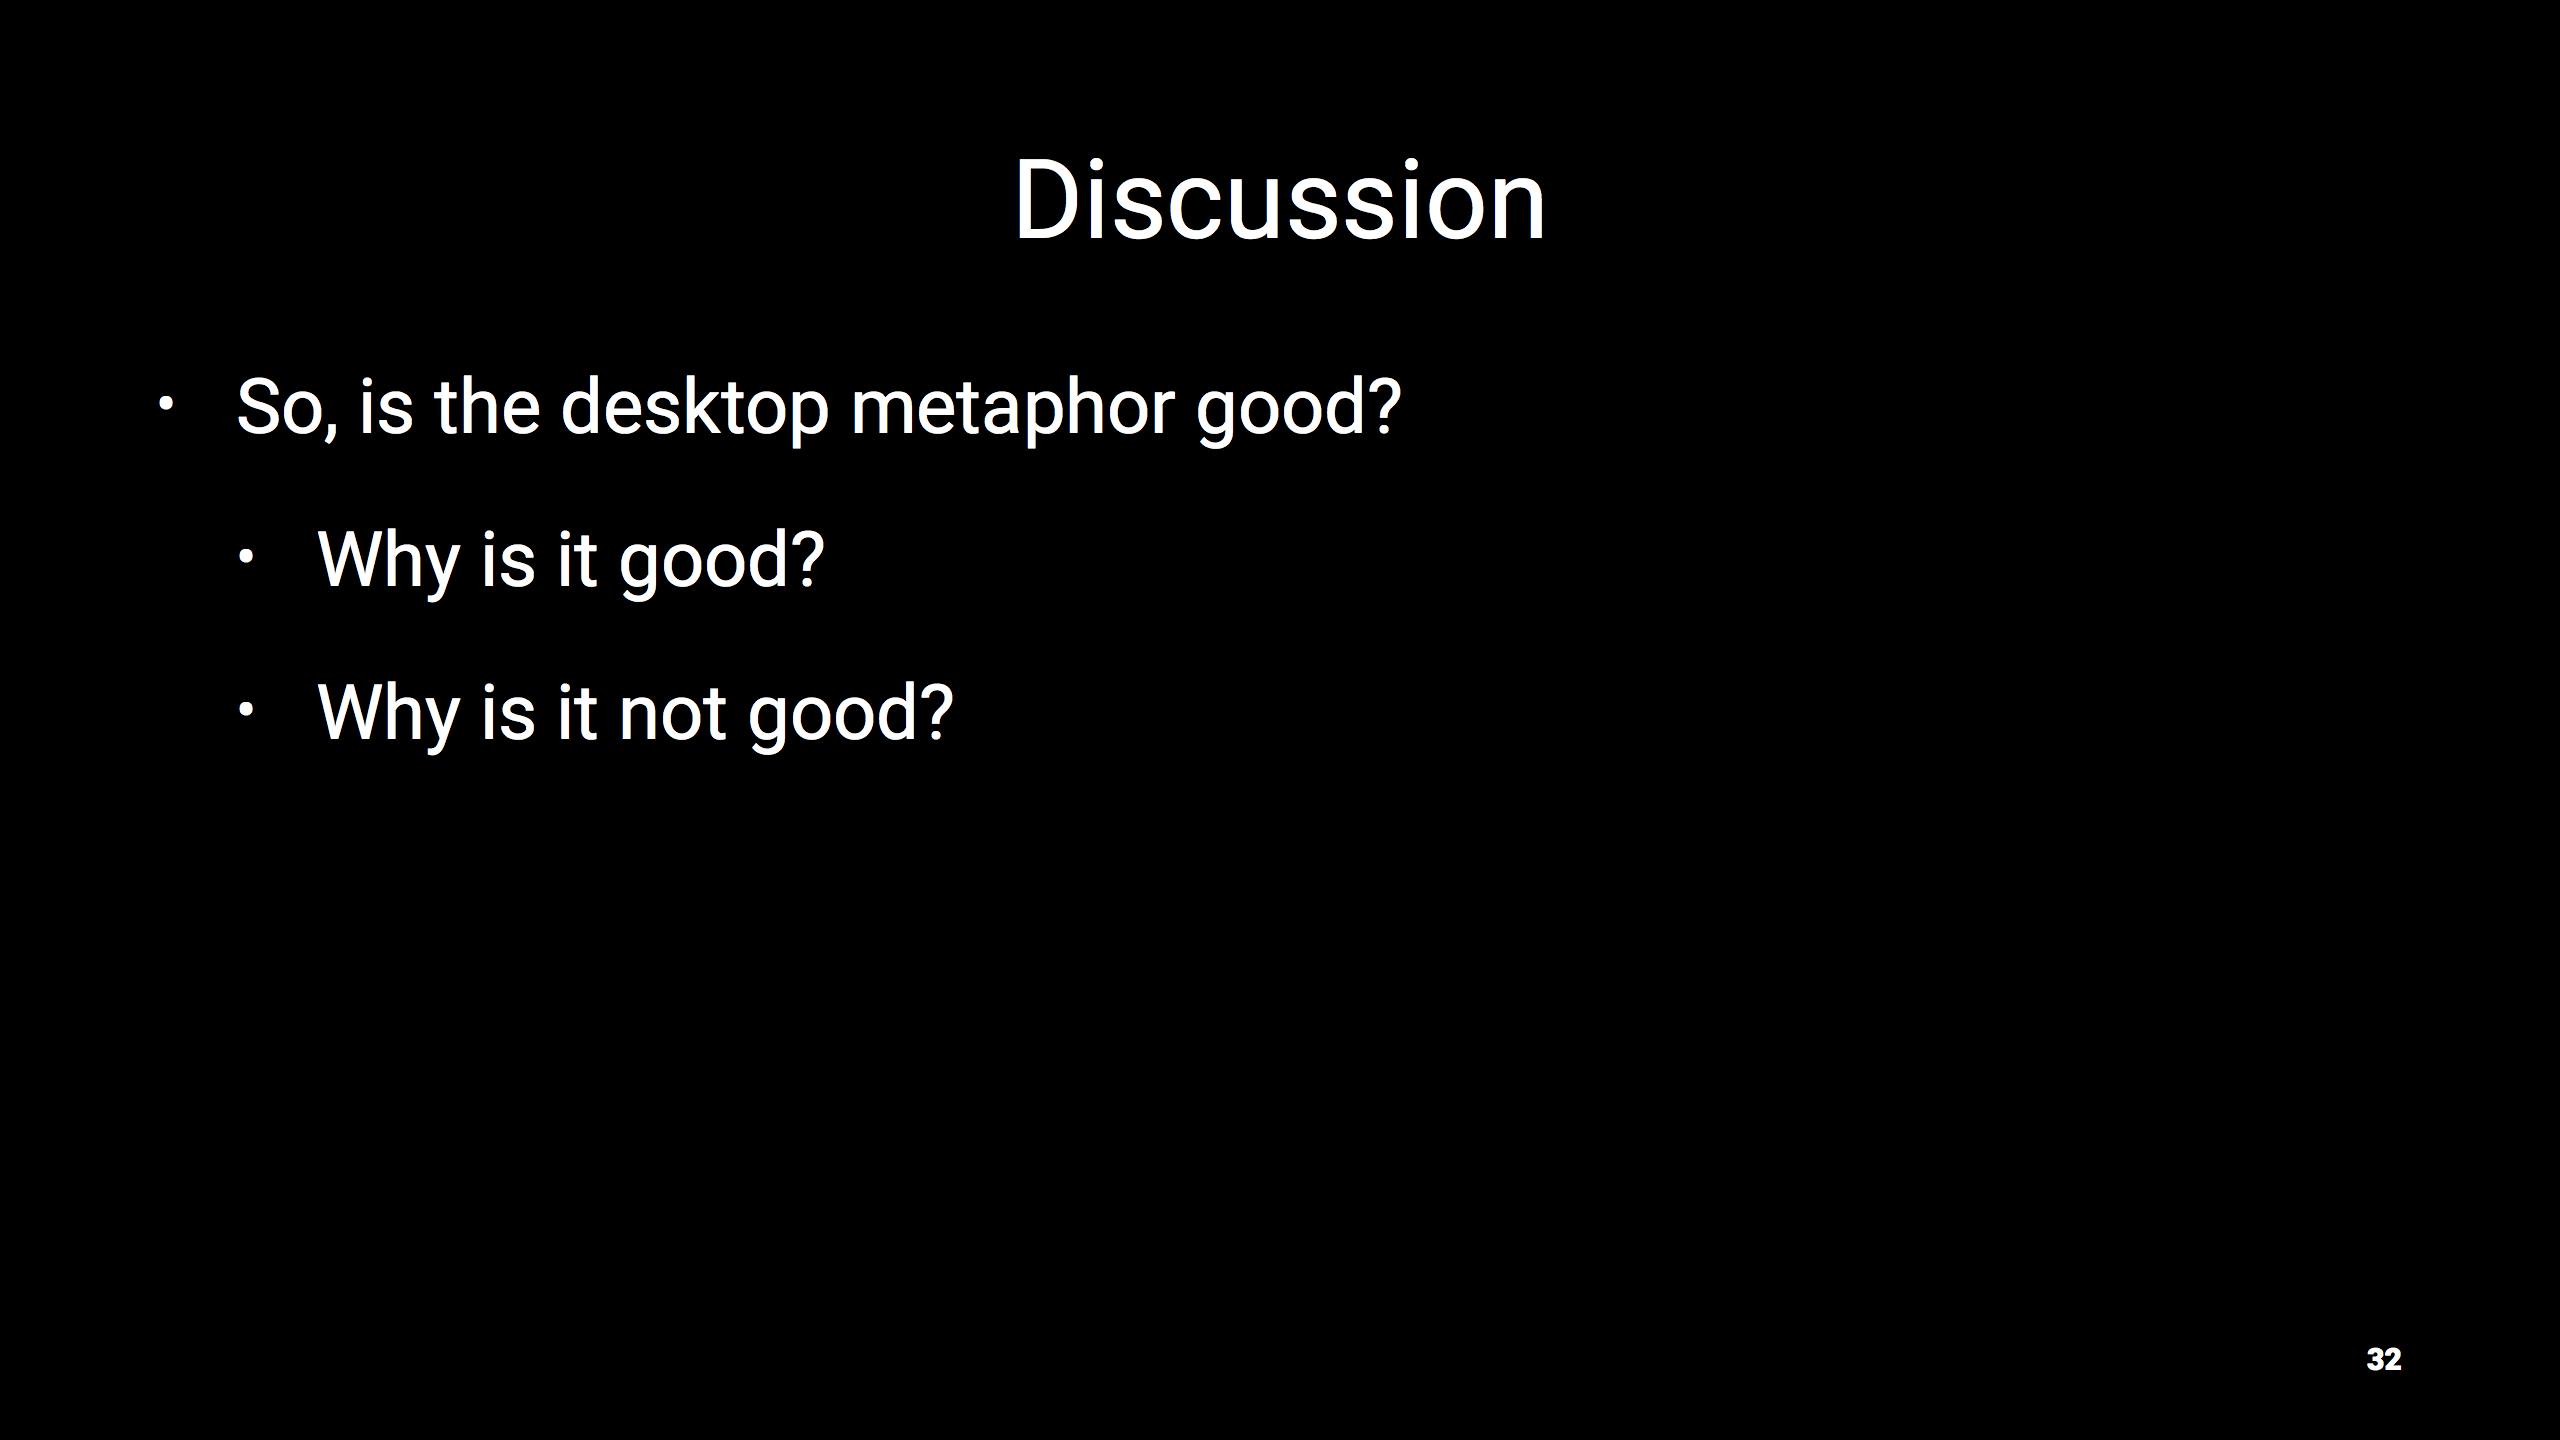 Discussion
• So, is the desktop metaphor good?
• Why is it good?
• Why is it not good?
32